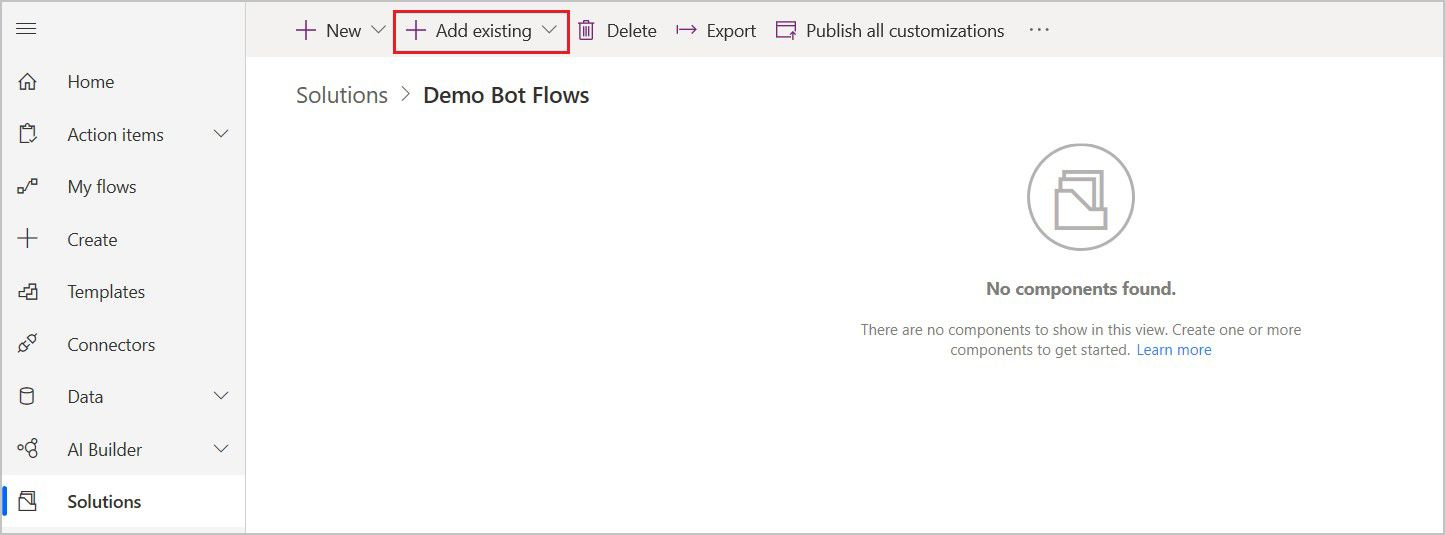 New
Add existing
Delete
Export
Publish all customizations
Home
Action items
My flows
Create
Templates
Connectors
Data
AI Builder
Solutions
Solutions > Demo Bot Flows
No components found.
There are no components to show in this view. Create one or more
components to get started. Learn more